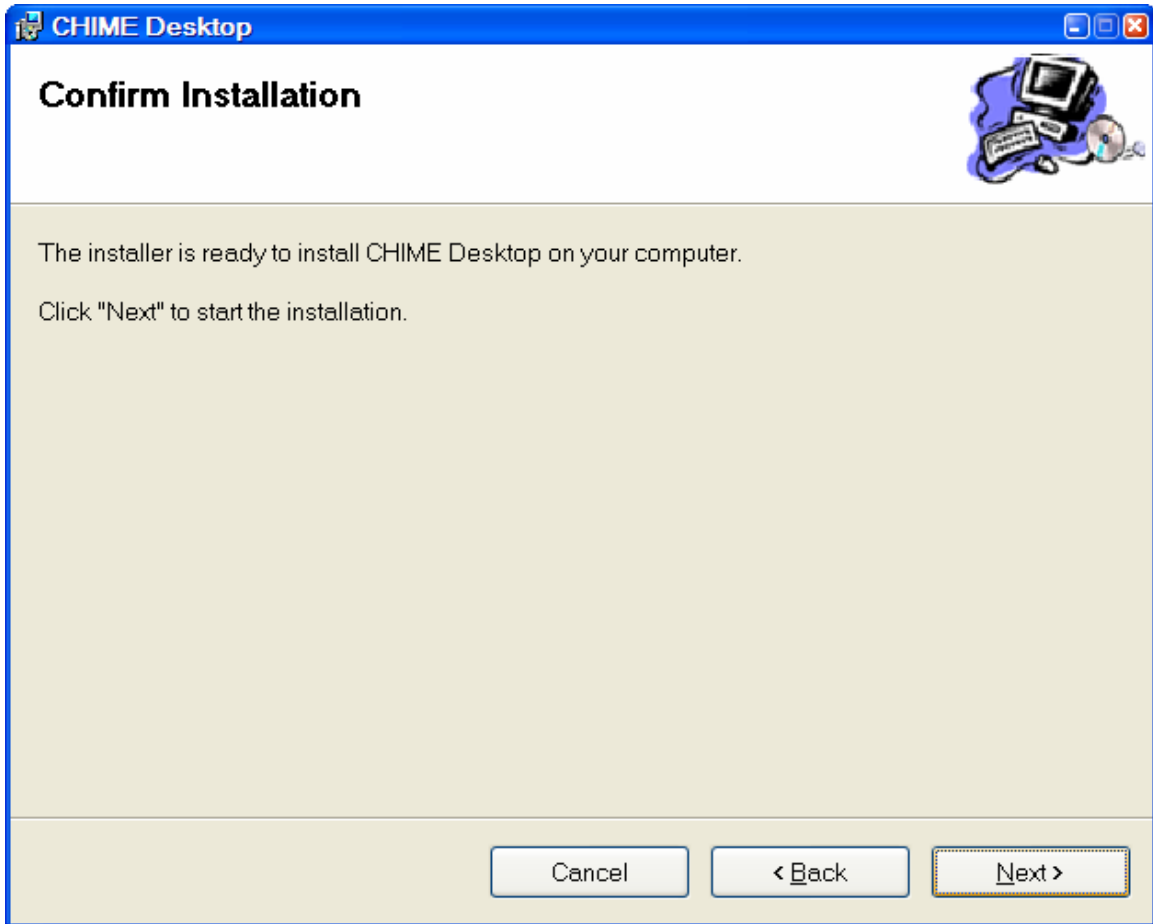 CHIME Desktop
Confirm Installation
The installer is ready to install CHIME Desktop on your computer.
Click "Next" to start the installation.
Cancel
< Back
Next >